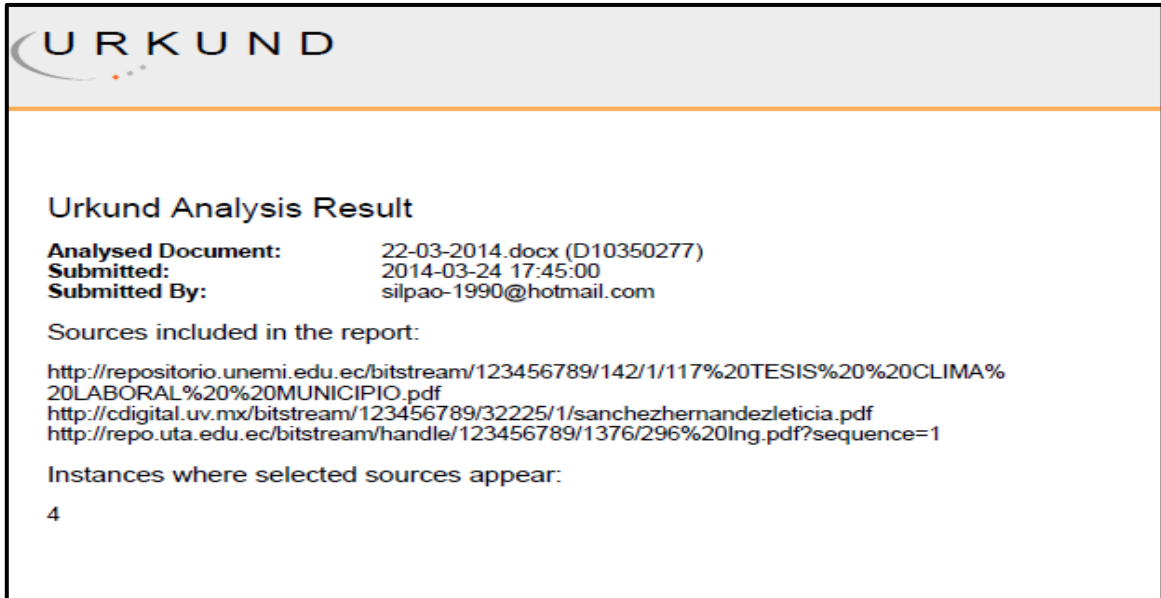 URKUND
Urkund Analysis Result
Analysed Document: 22-03-2014.docx (D10350277)
Submitted: 2014-03-24 17:45:00
Submitted By: silpao-1990@hotmail.com
Sources included in the report:
http://repositorio.unemi.edu.ec/bitstream/123456789/142/1/117%20TESIS%20%20CLIMA%
20LABORAL%20%20MUNICIPIO.pdf
http://cdigital.uv.mx/bitstream/123456789/32225/1/sanchezhernandezleticia.pdf
http://repo.uta.edu.ec/bitstream/handle/123456789/1376/296%20Ing.pdf?sequence=1
Instances where selected sources appear:
4